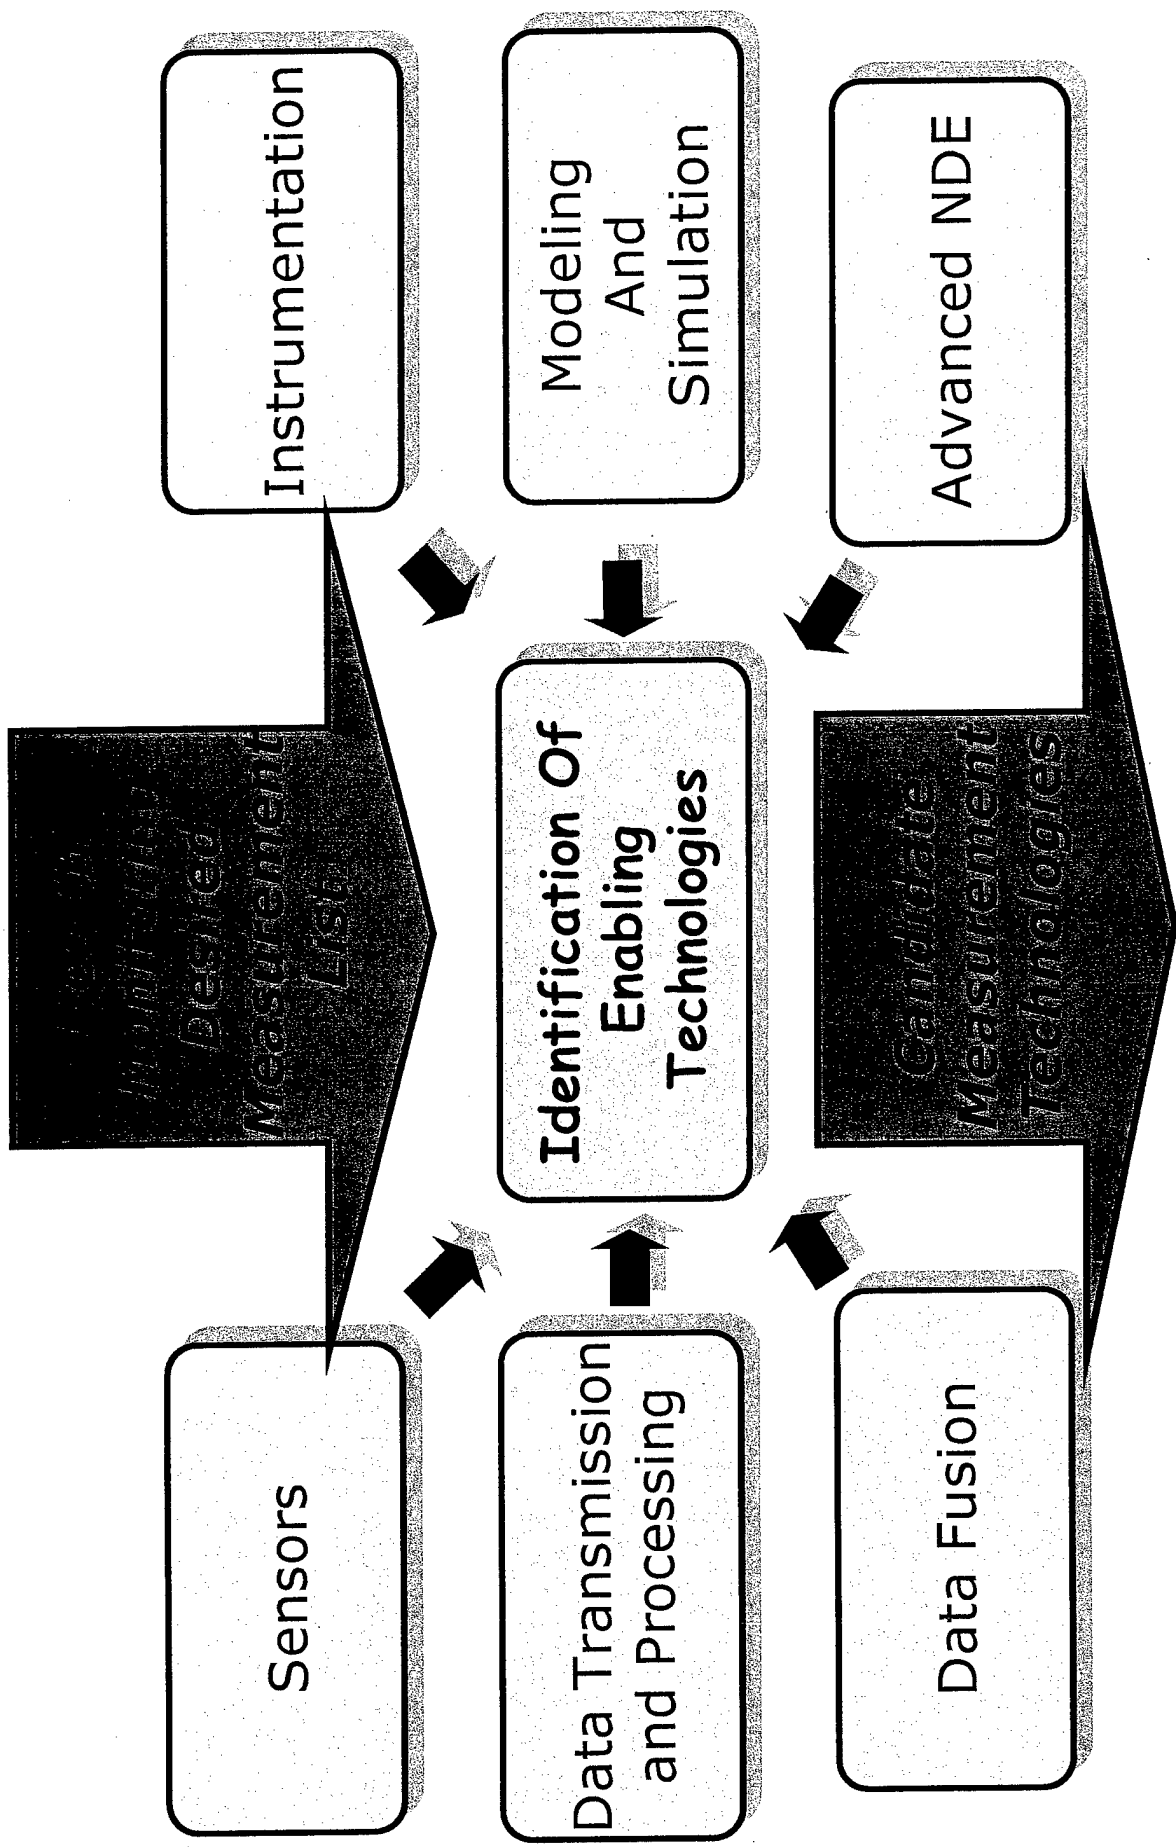 Desired
Measurement
List
Sensors
Instrumentation
Data Transmission
and Processing
Identification Of
Enabling
Technologies
Modeling
And
Simulation
Data Fusion
Candidate
Measurement
Technologies
Advanced NDE